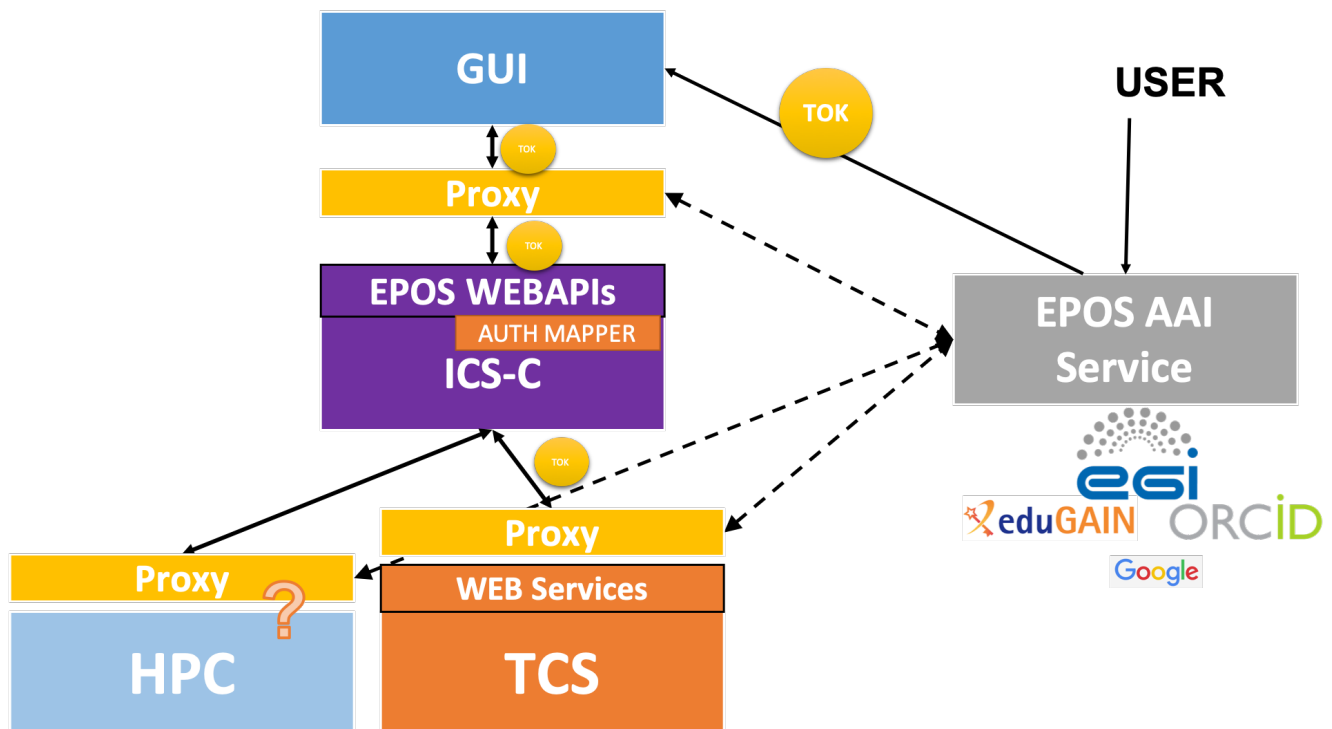 GUI
TOK
USER
TOK
Proxy
TOK
EPOS WEBAPIs
AUTH MAPPER
ICS-C
EPOS AAI
Service
TOK
egi
eduGAIN
ORCiD
Google
Proxy
WEB Services
TCS
Proxy
?
HPC